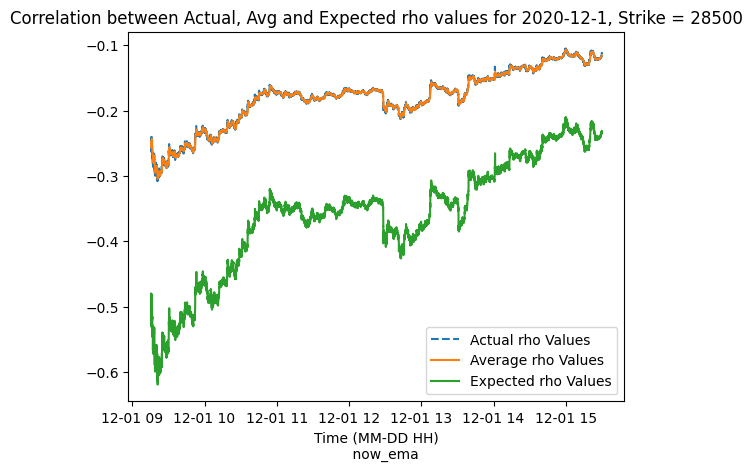 Correlation between Actual, Avg and Expected rho values for 2020-12-1, Strike = 28500
−0.1
−0.2
−0.3
−0.4
−0.5
−0.6
Actual rho Values
Average rho Values
Expected rho Values
12-01 09 12-01 10 12-01 11 12-01 12 12-01 13 12-01 14 12-01 15
Time (MM-DD HH)
now_ema